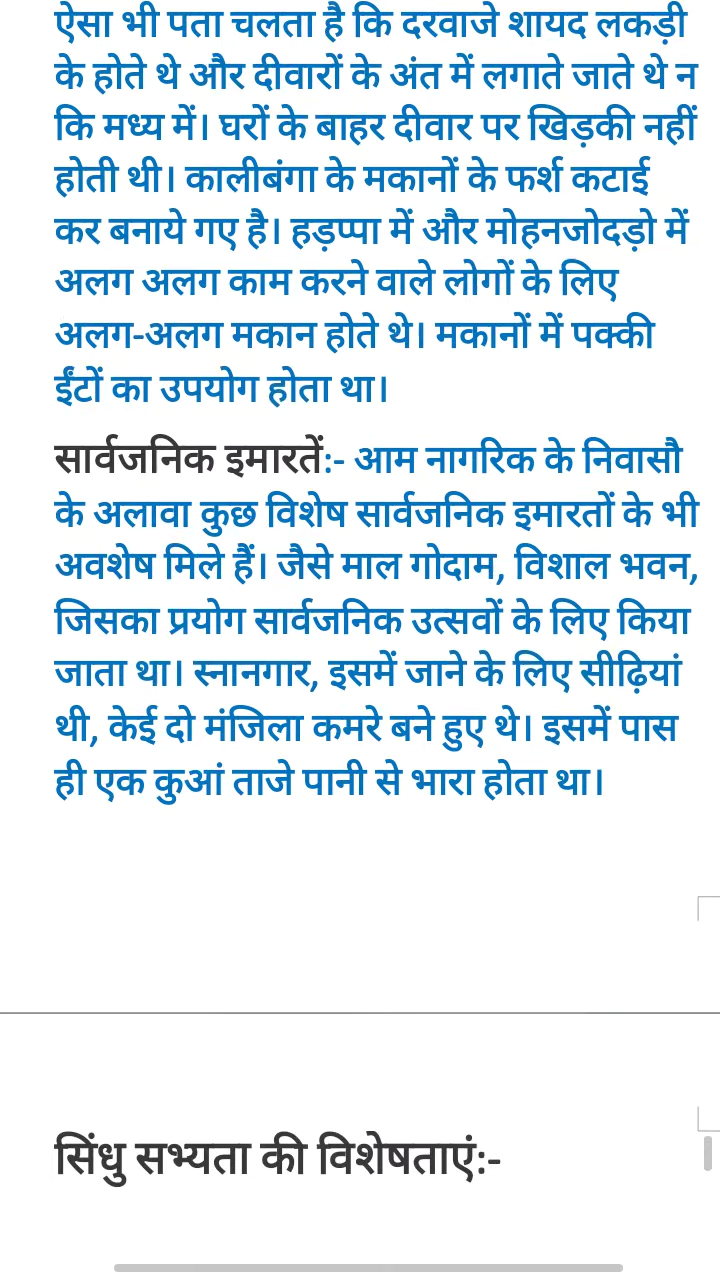 ऐसा भी पता चलता है कि दरवाजे शायद लकड़ी
के होते थे और दीवारों के अंत में लगाते जाते थे न
कि मध्य में। घरों के बाहर दीवार पर खिड़की नहीं
होती थी। कालीबंगा के मकानों के फर्श कटाई
कर बनाये गए है। हड़प्पा में और मोहनजोदड़ो में
अलग अलग काम करने वाले लोगों के लिए
अलग-अलग मकान होते थे। मकानों में पक्की
ईंटों का उपयोग होता था।
सार्वजनिक इमारतें:- आम नागरिक के निवासौ
के अलावा कुछ विशेष सार्वजनिक इमारतों के भी
अवशेष मिले हैं। जैसे माल गोदाम, विशाल भवन,
जिसका प्रयोग सार्वजनिक उत्सवों के लिए किया
जाता था। स्नानगार, इसमें जाने के लिए सीढ़ियां
थी, केई दो मंजिला कमरे बने हुए थे। इसमें पास
ही एक कुआं ताजे पानी से भारा होता था।
सिंधु सभ्यता की विशेषताएं:-